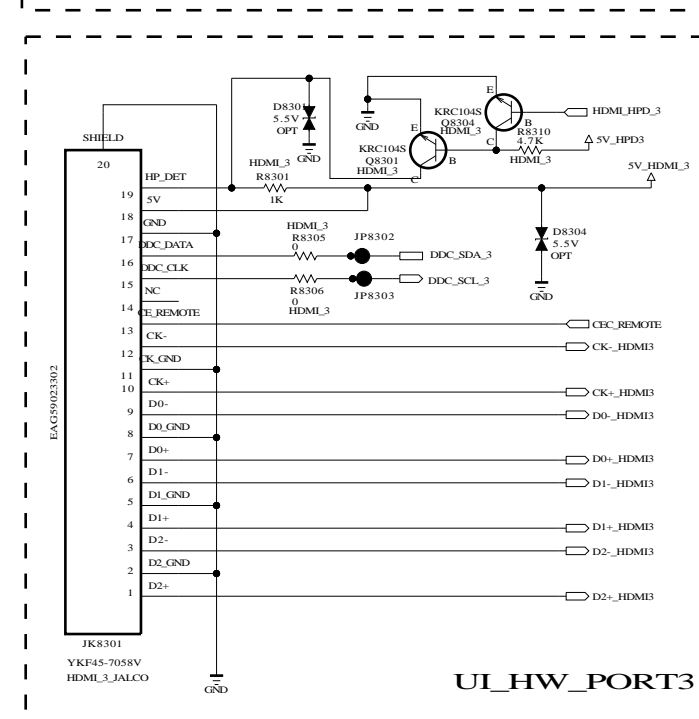 SHIELD
20
EAG59023302
HP_DET
19
5V
18
GND
17
DDC_DATA
16
DDC_CLK
15
NC
14
CE_REMOTE
13
CK-
12
CK_GND
11
CK+
10
D0-
9
D0_GND
8
D0+
7
D1-
6
D1_GND
5
D1+
4
D2-
3
D2_GND
2
D2+
1
JK8301
YKF45-7058V
HDMI_3_JALCO
GND
D8301
5.5V
OPT
GND
HDMI_3
R8301
1K
GND
E
KRC104S
Q8304
HDMI_3
B
C
HDMI_HPD_3
E
KRC104S
Q8301
HDMI_3
B
C
R8310
4.7K
HDMI_3
5V_HPD3
5V_HDMI_3
D8304
5.5V
OPT
GND
HDMI_3
R8305
0
JP8302
DDC_SDA_3
R8306
0
HDMI_3
JP8303
DDC_SCL_3
CEC_REMOTE
CK-_HDMI3
CK+_HDMI3
D0-_HDMI3
D0+_HDMI3
D1-_HDMI3
D1+_HDMI3
D2-_HDMI3
D2+_HDMI3
UI_HW_PORT3